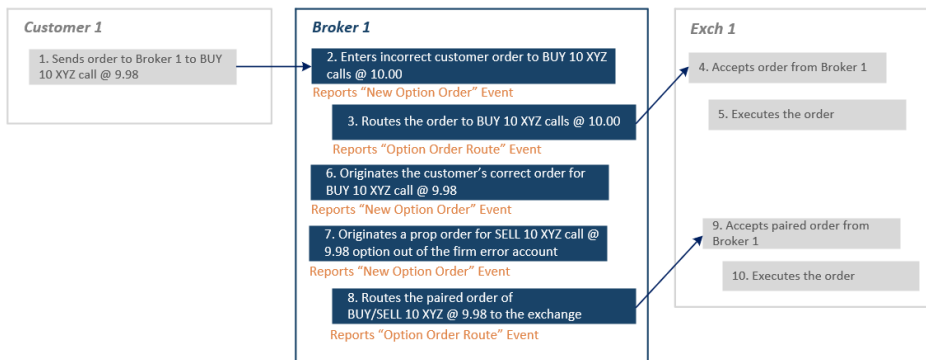 Customer 1
1. Sends order to Broker 1 to BUY
10 XYZ call @ 9.98
Broker 1
2. Enters incorrect customer order to BUY 10 XYZ
calls @ 10.00
Reports “New Option Order” Event
3. Routes the order to BUY 10 XYZ calls @ 10.00
Reports “Option Order Route” Event
6. Originates the customer’s correct order for
BUY 10 XYZ call @ 9.98
Reports “New Option Order” Event
7. Originates a prop order for SELL 10 XYZ call @
9.98 option out of the firm error account
Reports “New Option Order” Event
8. Routes the paired order of
BUY/SELL 10 XYZ @ 9.98 to the exchange
Reports “Option Order Route” Event
Exch 1
4. Accepts order from Broker 1
5. Executes the order
9. Accepts paired order from
Broker 1
10. Executes the order